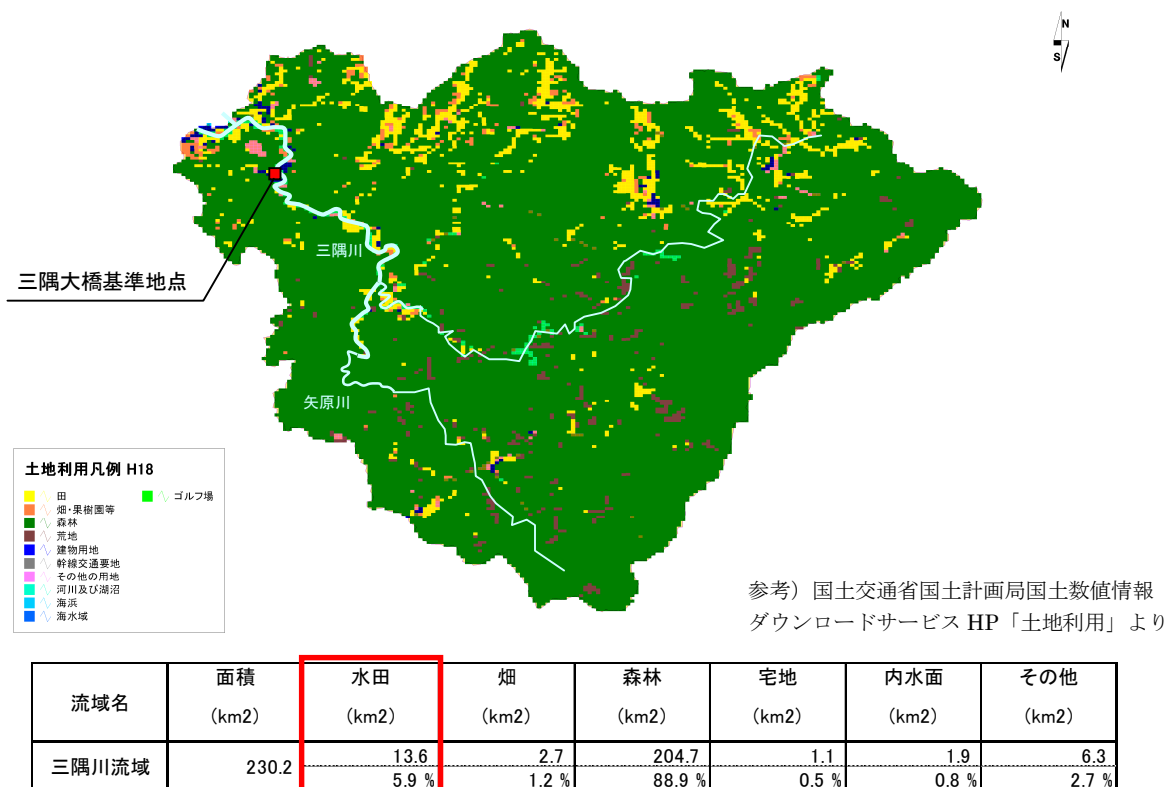 N
S
三隅川
三隅大橋基準地点
矢原川
土地利用凡例 H18
田
ゴルフ場
畑・果樹園等
森林
荒地
建物用地
幹線交通要地
その他の用地
河川及び湖沼
海浜
海水域
参考）国土交通省国土計画局国土数値情報
ダウンロードサービス HP「土地利用」より
流域名 面積 水田 畑 森林 宅地 内水面 その他
（km2） （km2） （km2） （km2） （km2） （km2） （km2）
三隅川流域 230.2 13.6 2.7 204.7 1.1 1.9 6.3
5.9 % 1.2 % 88.9 % 0.5 % 0.8 % 2.7 %